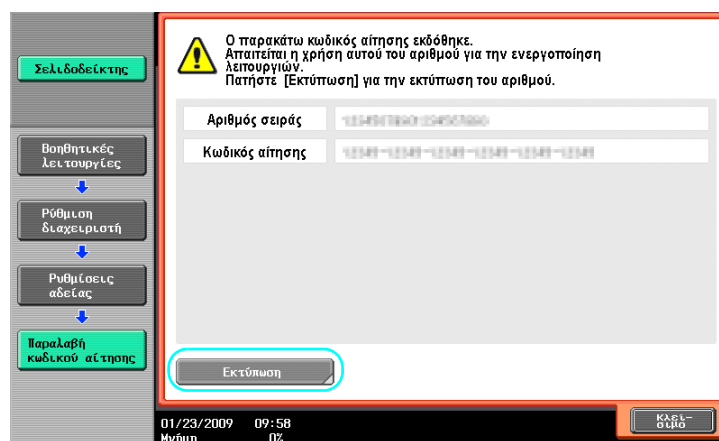 Ο παρακάτω κωδικός αίτησης εκδόθηκε.
Απαιτείται η χρήση αυτού του αριθμού για την ενεργοποίηση
λειτουργιών.
Πατήστε [Εκτύπωση] για την εκτύπωση του αριθμού.
Σελιδοδείκτης
Αριθμός σειράς
Κωδικός αίτησης
Βοηθητικές
λειτουργίες
Ρύθμιση
διαχειριστή
Ρυθμίσεις
αδείας
Παραλαβή
κωδικού αίτησης
Εκτύπωση
01/23/2009 09:58
Μνήμη 0%
Κλεί-
σιμο